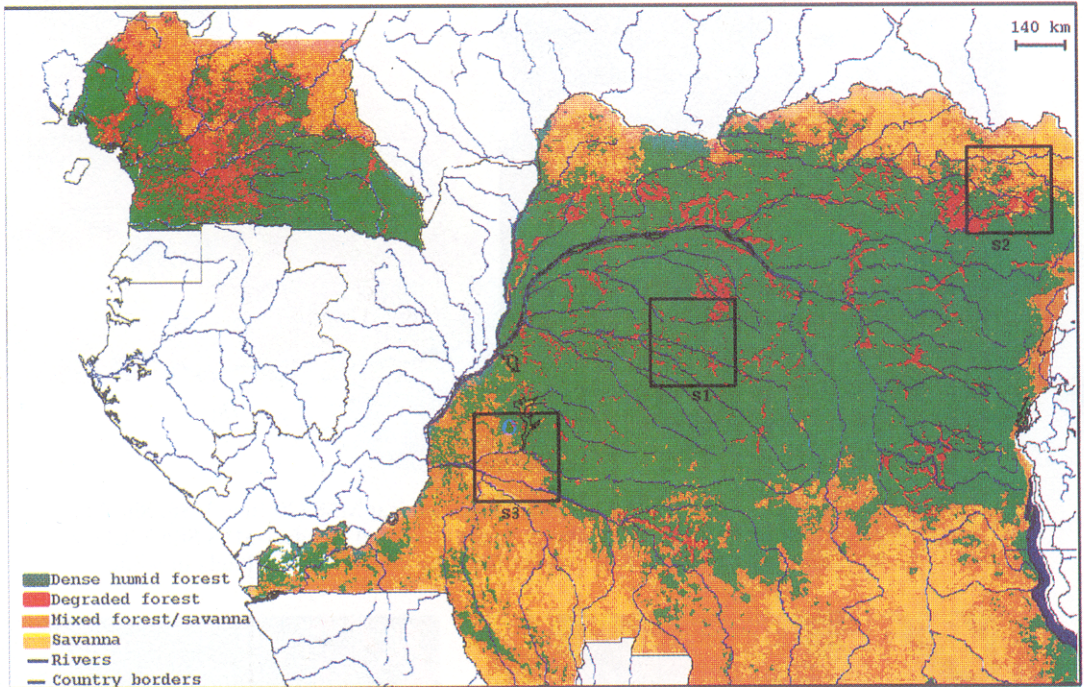 140 km
S2
S1
S3
Dense humid forest
Degraded forest
Mixed forest/savanna
Savanna
Rivers
Country borders